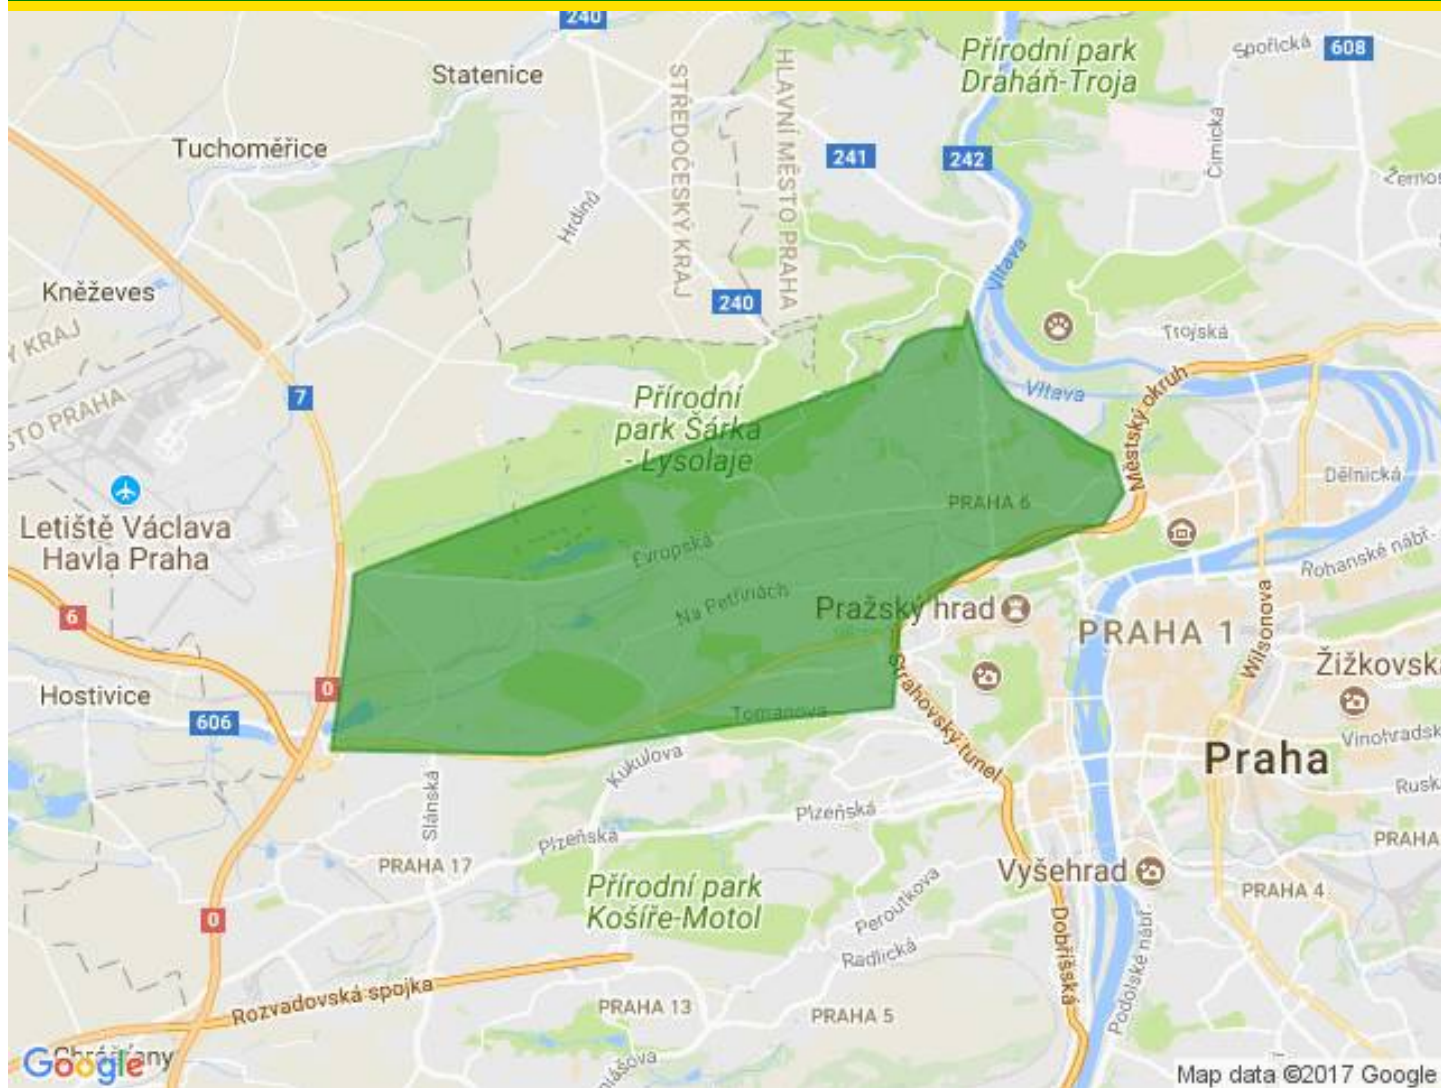 240
Přírodní park
Draháň-Troja
Spořická
608
Statenice
STŘEDOČESKÝ KRAJ
HLAVNÍ MĚSTO PRAHA
Tuchoměřice
241
242
Čimická
Hrdinů
Vltava
Kněževes
240
Trojská
7
Přírodní
park Šárka
- Lysolaje
Vltava
Městský okruh
STO PRAHA
Dělnická
Letiště Václava
Havla Praha
PRAHA 6
Evropská
Rohanské nábř.
6
Na Petřinách
Pražský hrad
PRAHA 1
Wilsonova
Hostivice
0
Žižkovsk
606
Strahovský tunel
Tomanova
Vinohradsk
Kukulova
Praha
Rusk
Slánská
Plzeňská
Plzeňská
PRAHA
PRAHA 17
Vyšehrad
PRAHA 4
Přírodní park
Košíře-Motol
Peroutkova
0
Radlická
Dobříšská
Podolské nábř.
Rozvadovská spojka
PRAHA 13
PRAHA 5
Google
Map data ©2017 Google